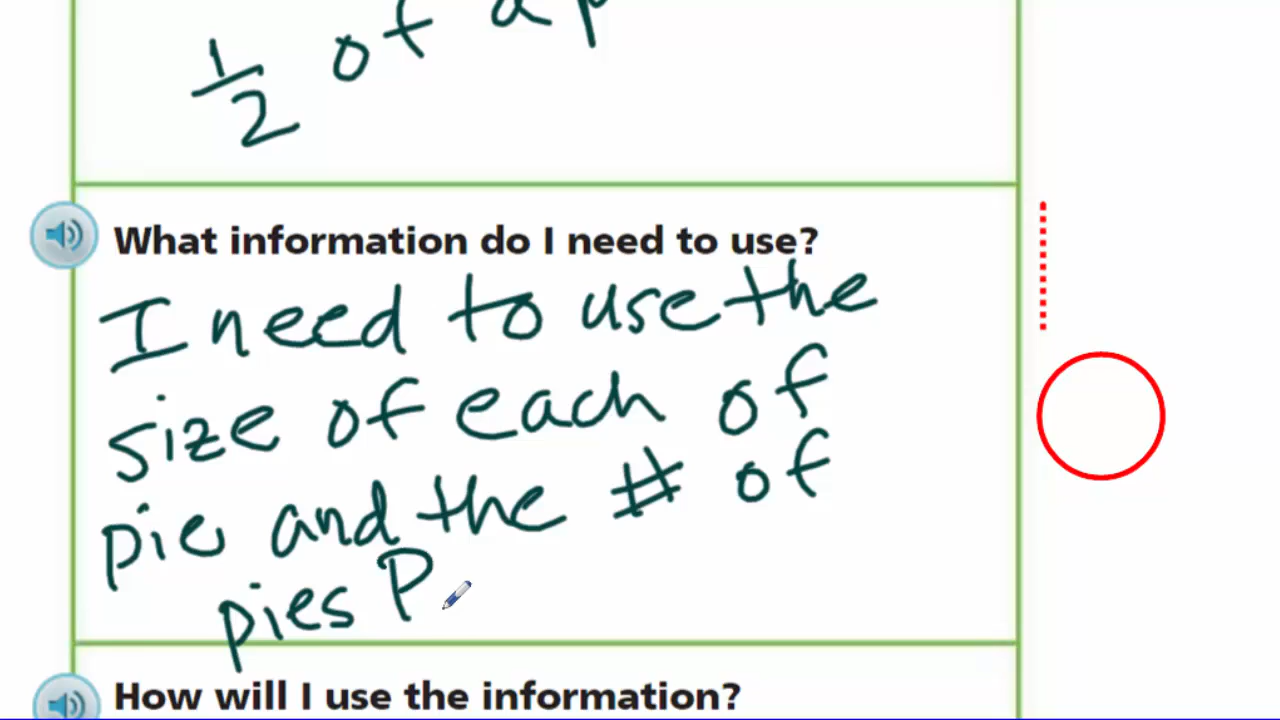 1/2 of a p
What information do I need to use?
I need to use the
size of each of
pie and the # of
pies P
How will I use the information?